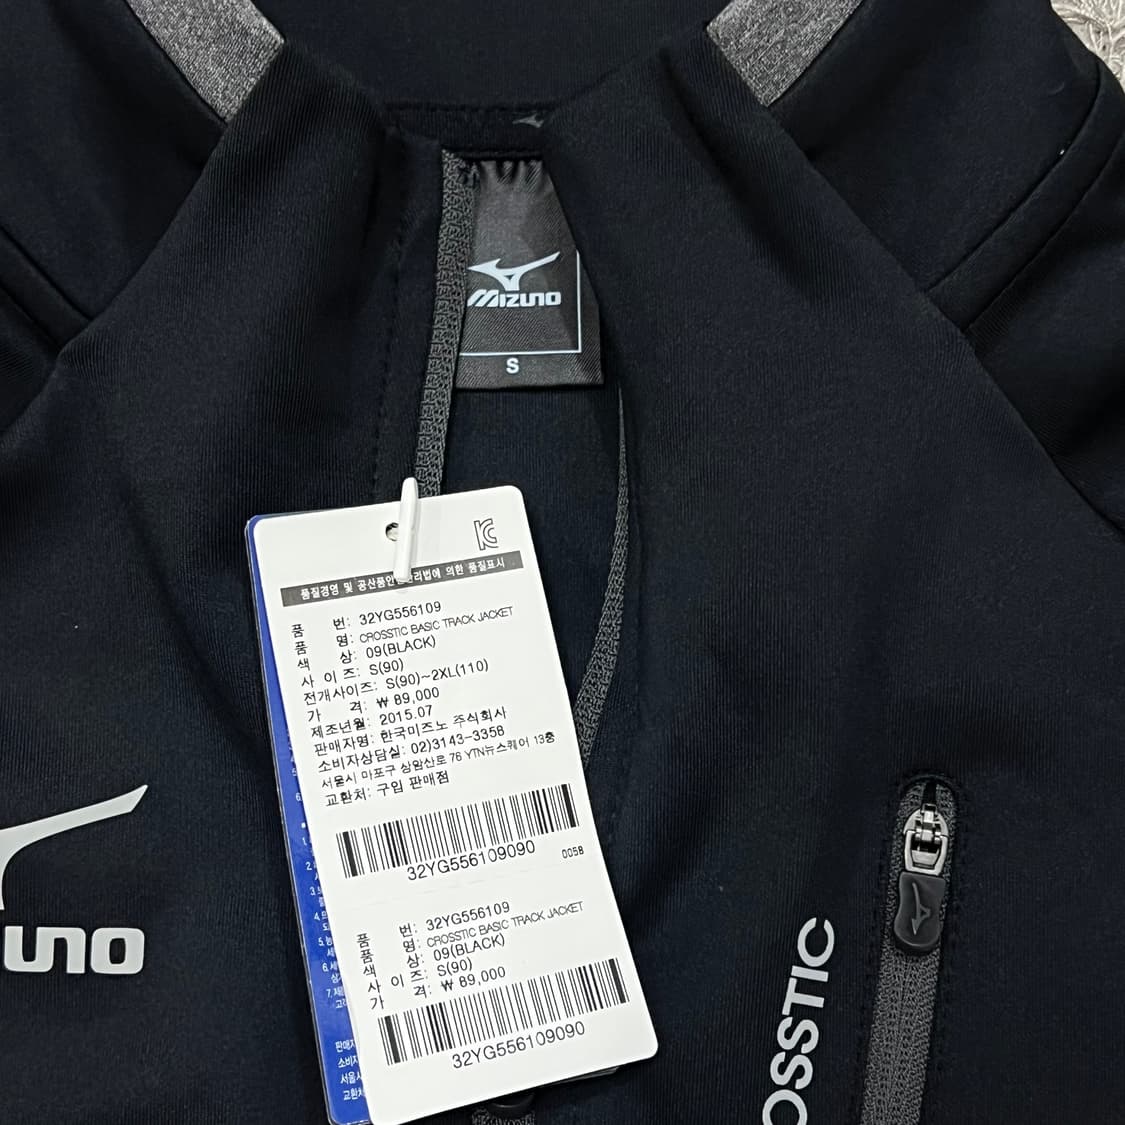 MIZUNO
S
품질경영 및 공산품안전관리법에 의한 품질표시
품 번: 32YG556109
품 명: CROSSTIC BASIC TRACK JACKET
색 상: 09(BLACK)
사 이 즈: S(90)
전개사이즈: S(90)~2XL(110)
가 격: ₩ 89,000
제조년월: 2015.07
판매자명: 한국미즈노 주식회사
소비자상담실: 02)3143-3358
서울시 마포구 상암산로 76 YTN뉴스퀘어 13층
교환처: 구입 판매점
32YG556109090 0058
품 번: 32YG556109
품 명: CROSSTIC BASIC TRACK JACKET
색 상: 09(BLACK)
사 이 즈: S(90)
가 격: ₩ 89,000
32YG556109090
UNO
OSSTIC